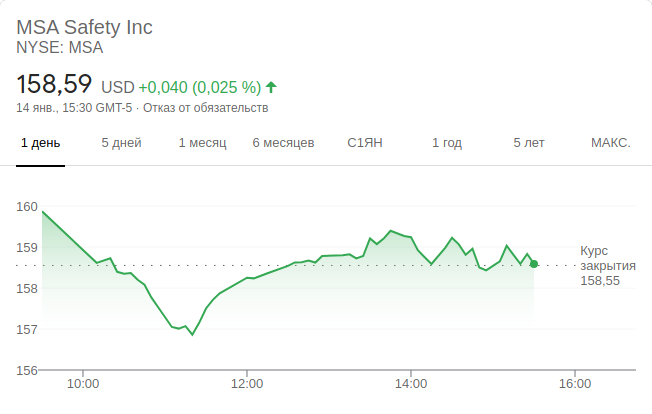 MSA Safety Inc
NYSE: MSA
158,59 USD +0,040 (0,025 %)
14 янв., 15:30 GMT-5 · Отказ от обязательств
1 день 5 дней 1 месяц 6 месяцев С1ЯН 1 год 5 лет МАКС.
160
159
158
157
156
Курс
закрытия
158,55
10:00 12:00 14:00 16:00